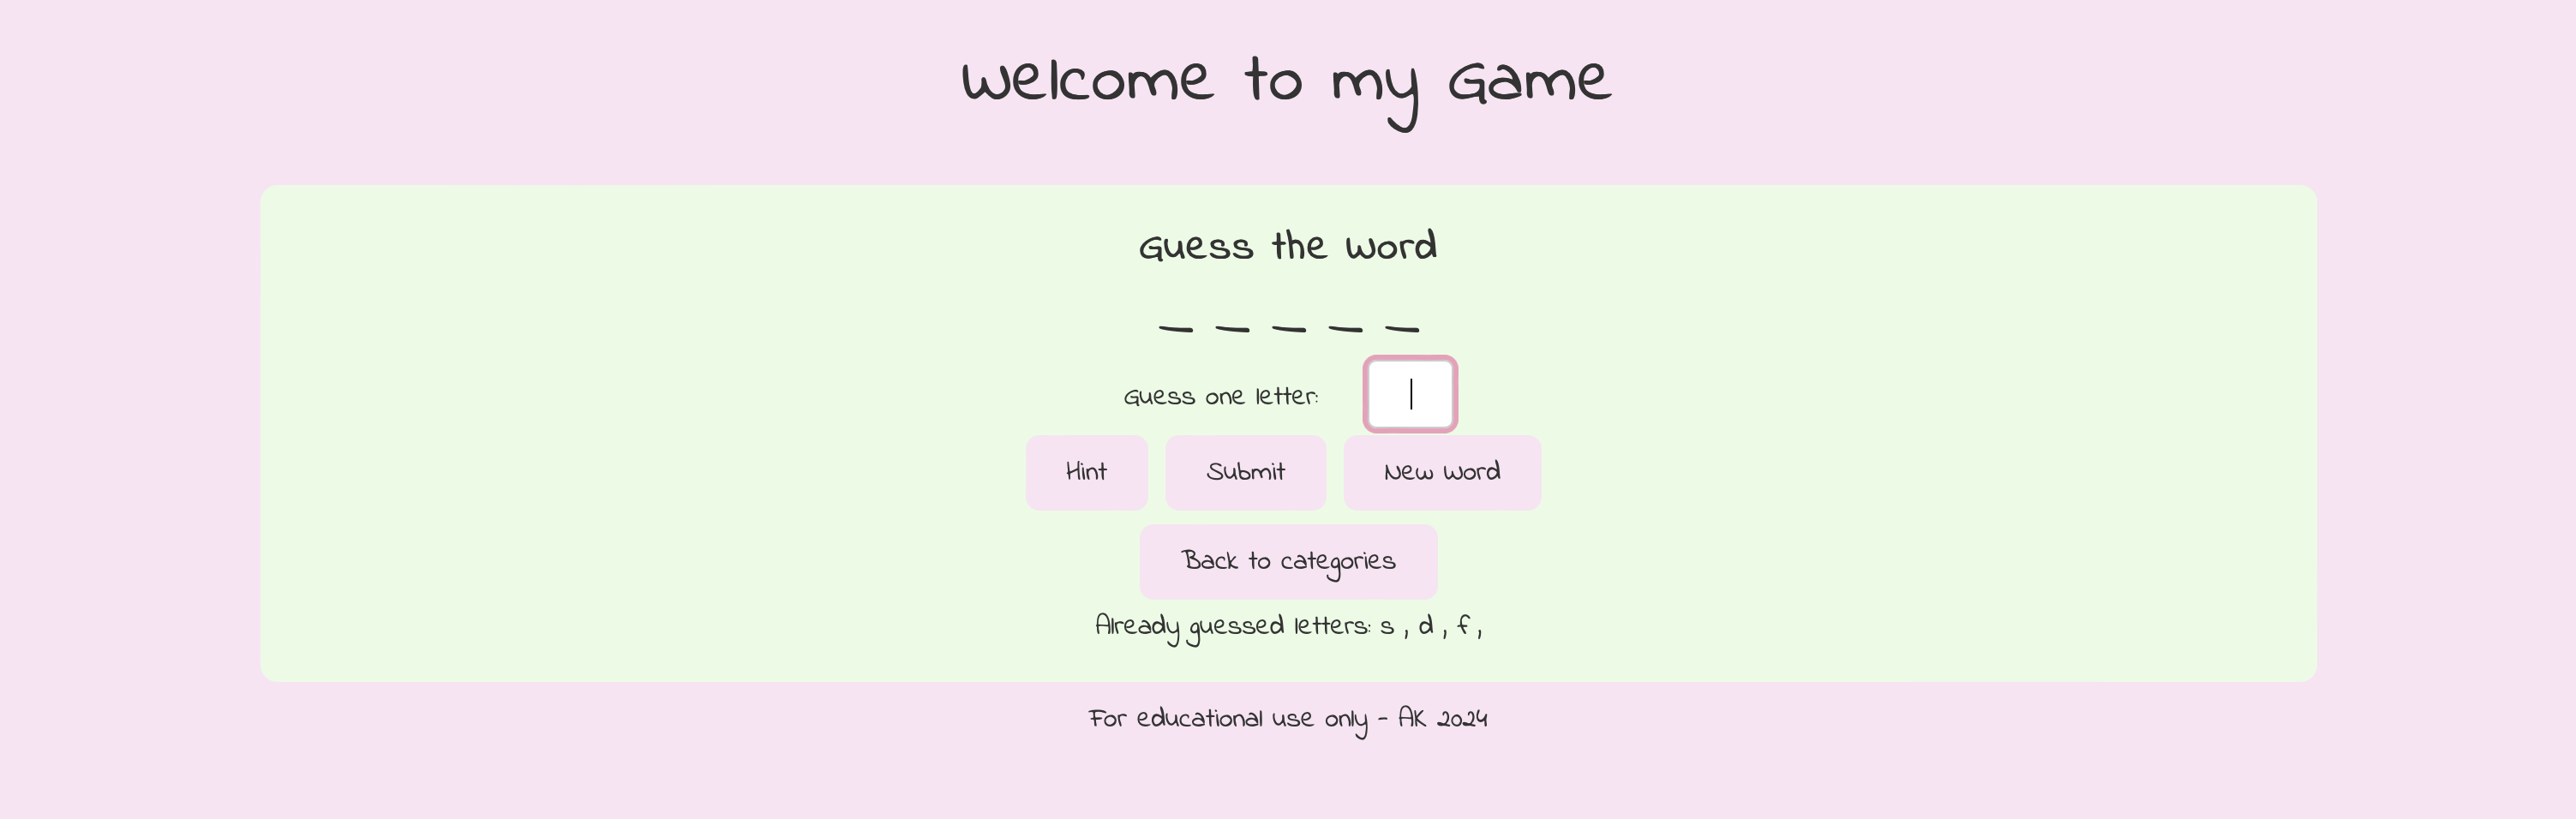 Welcome to my Game
Guess the word
_ _ _ _ _
Guess one letter:
Hint
Submit
New word
Back to categories
Already guessed letters: s , d , f ,
For educational use only - AK 2024